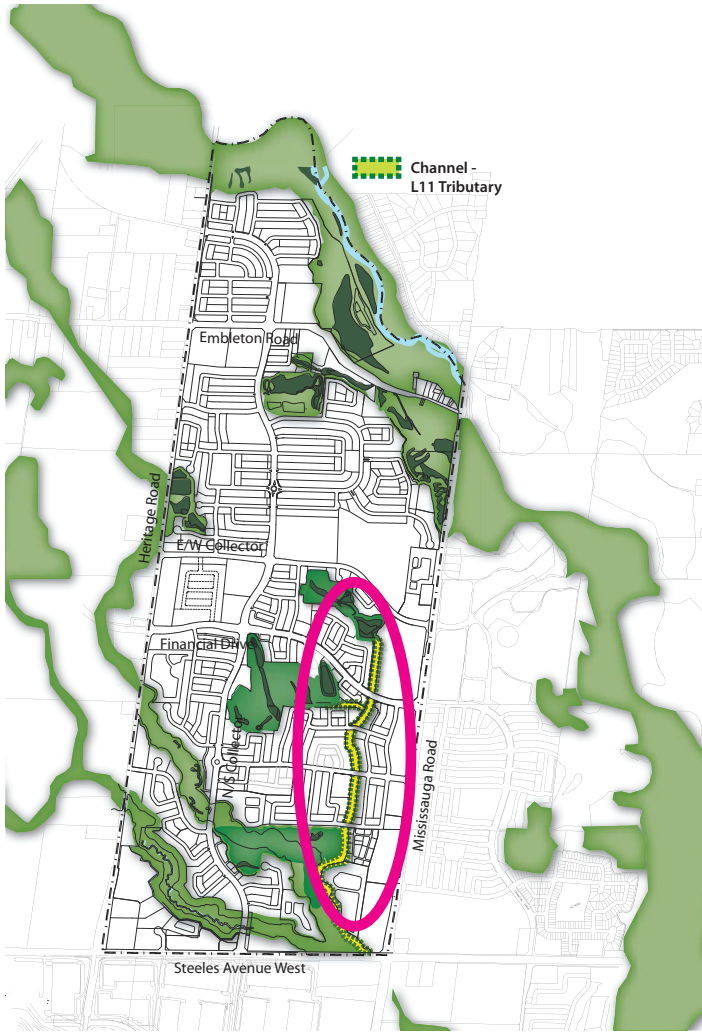 Channel -
L11 Tributary
Embleton Road
Heritage Road
E/W Collector
Financial Drive
N/S Collector
Mississauga Road
Steeles Avenue West